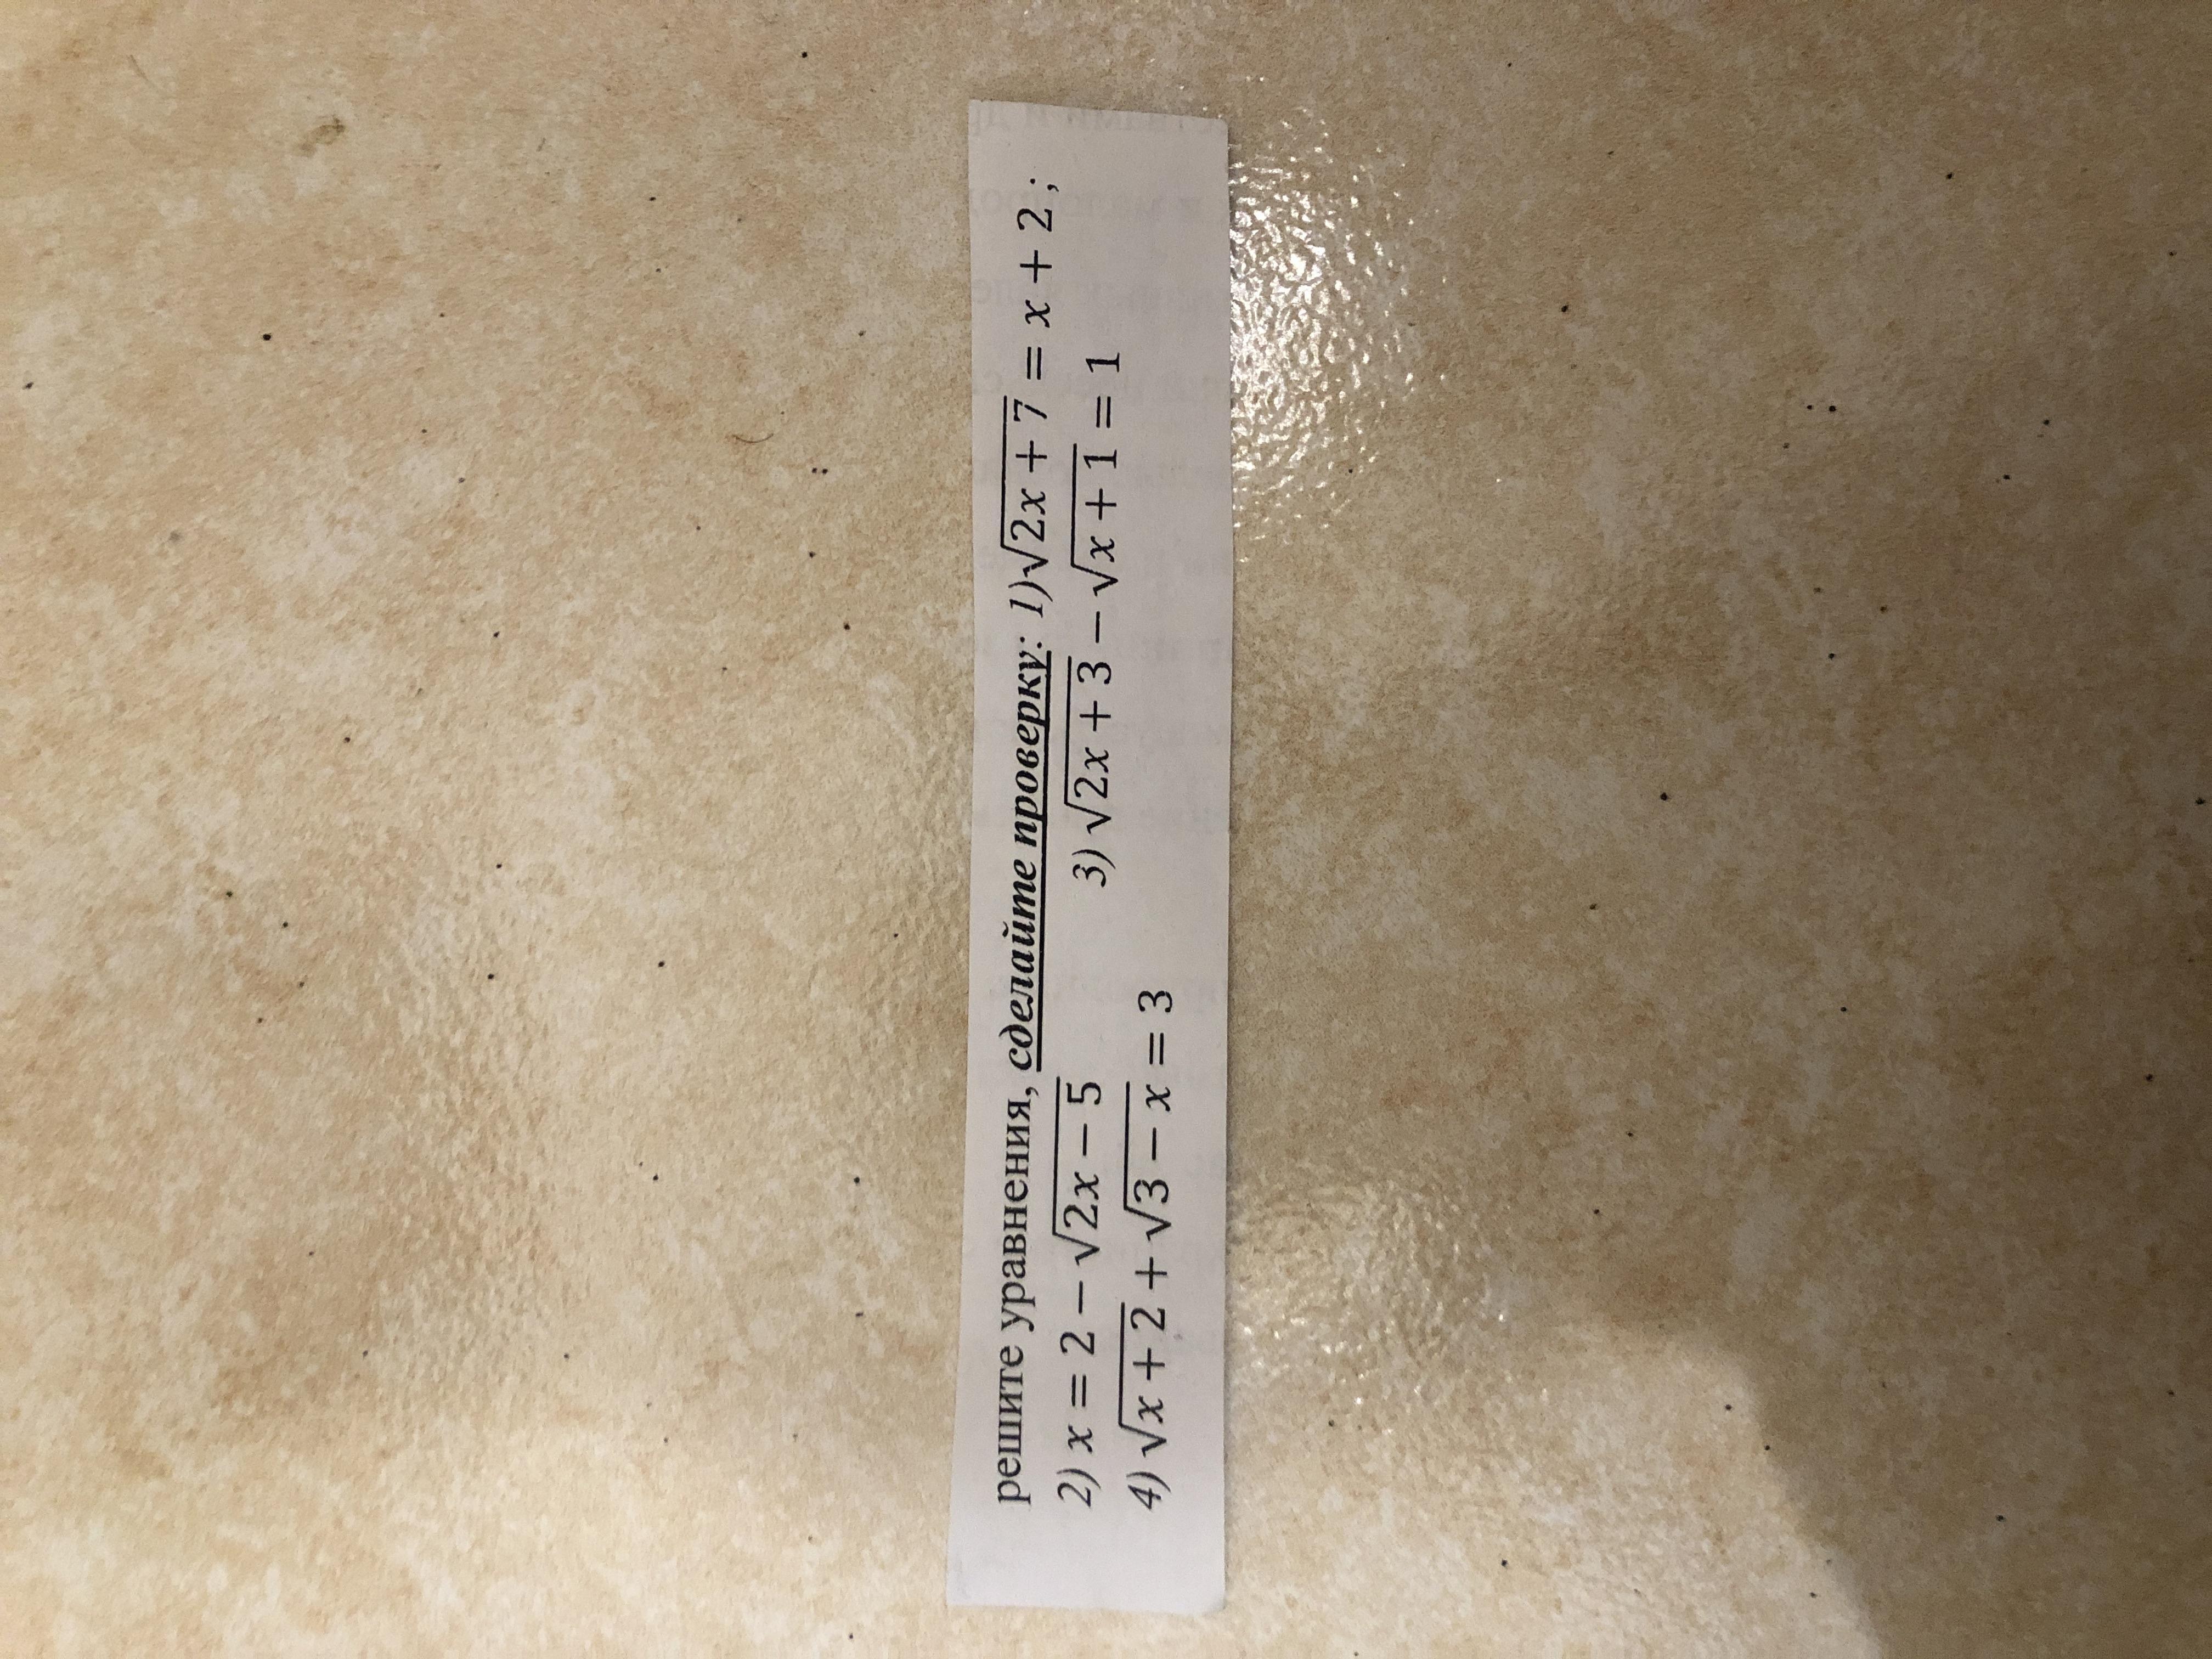 решите уравнения, сделайте проверку: 1)√2x + 7 = x + 2;
2) x = 2 − √2x − 5 3) √2x + 3 − √x + 1 = 1
4) √x + 2 + √3 − x = 3